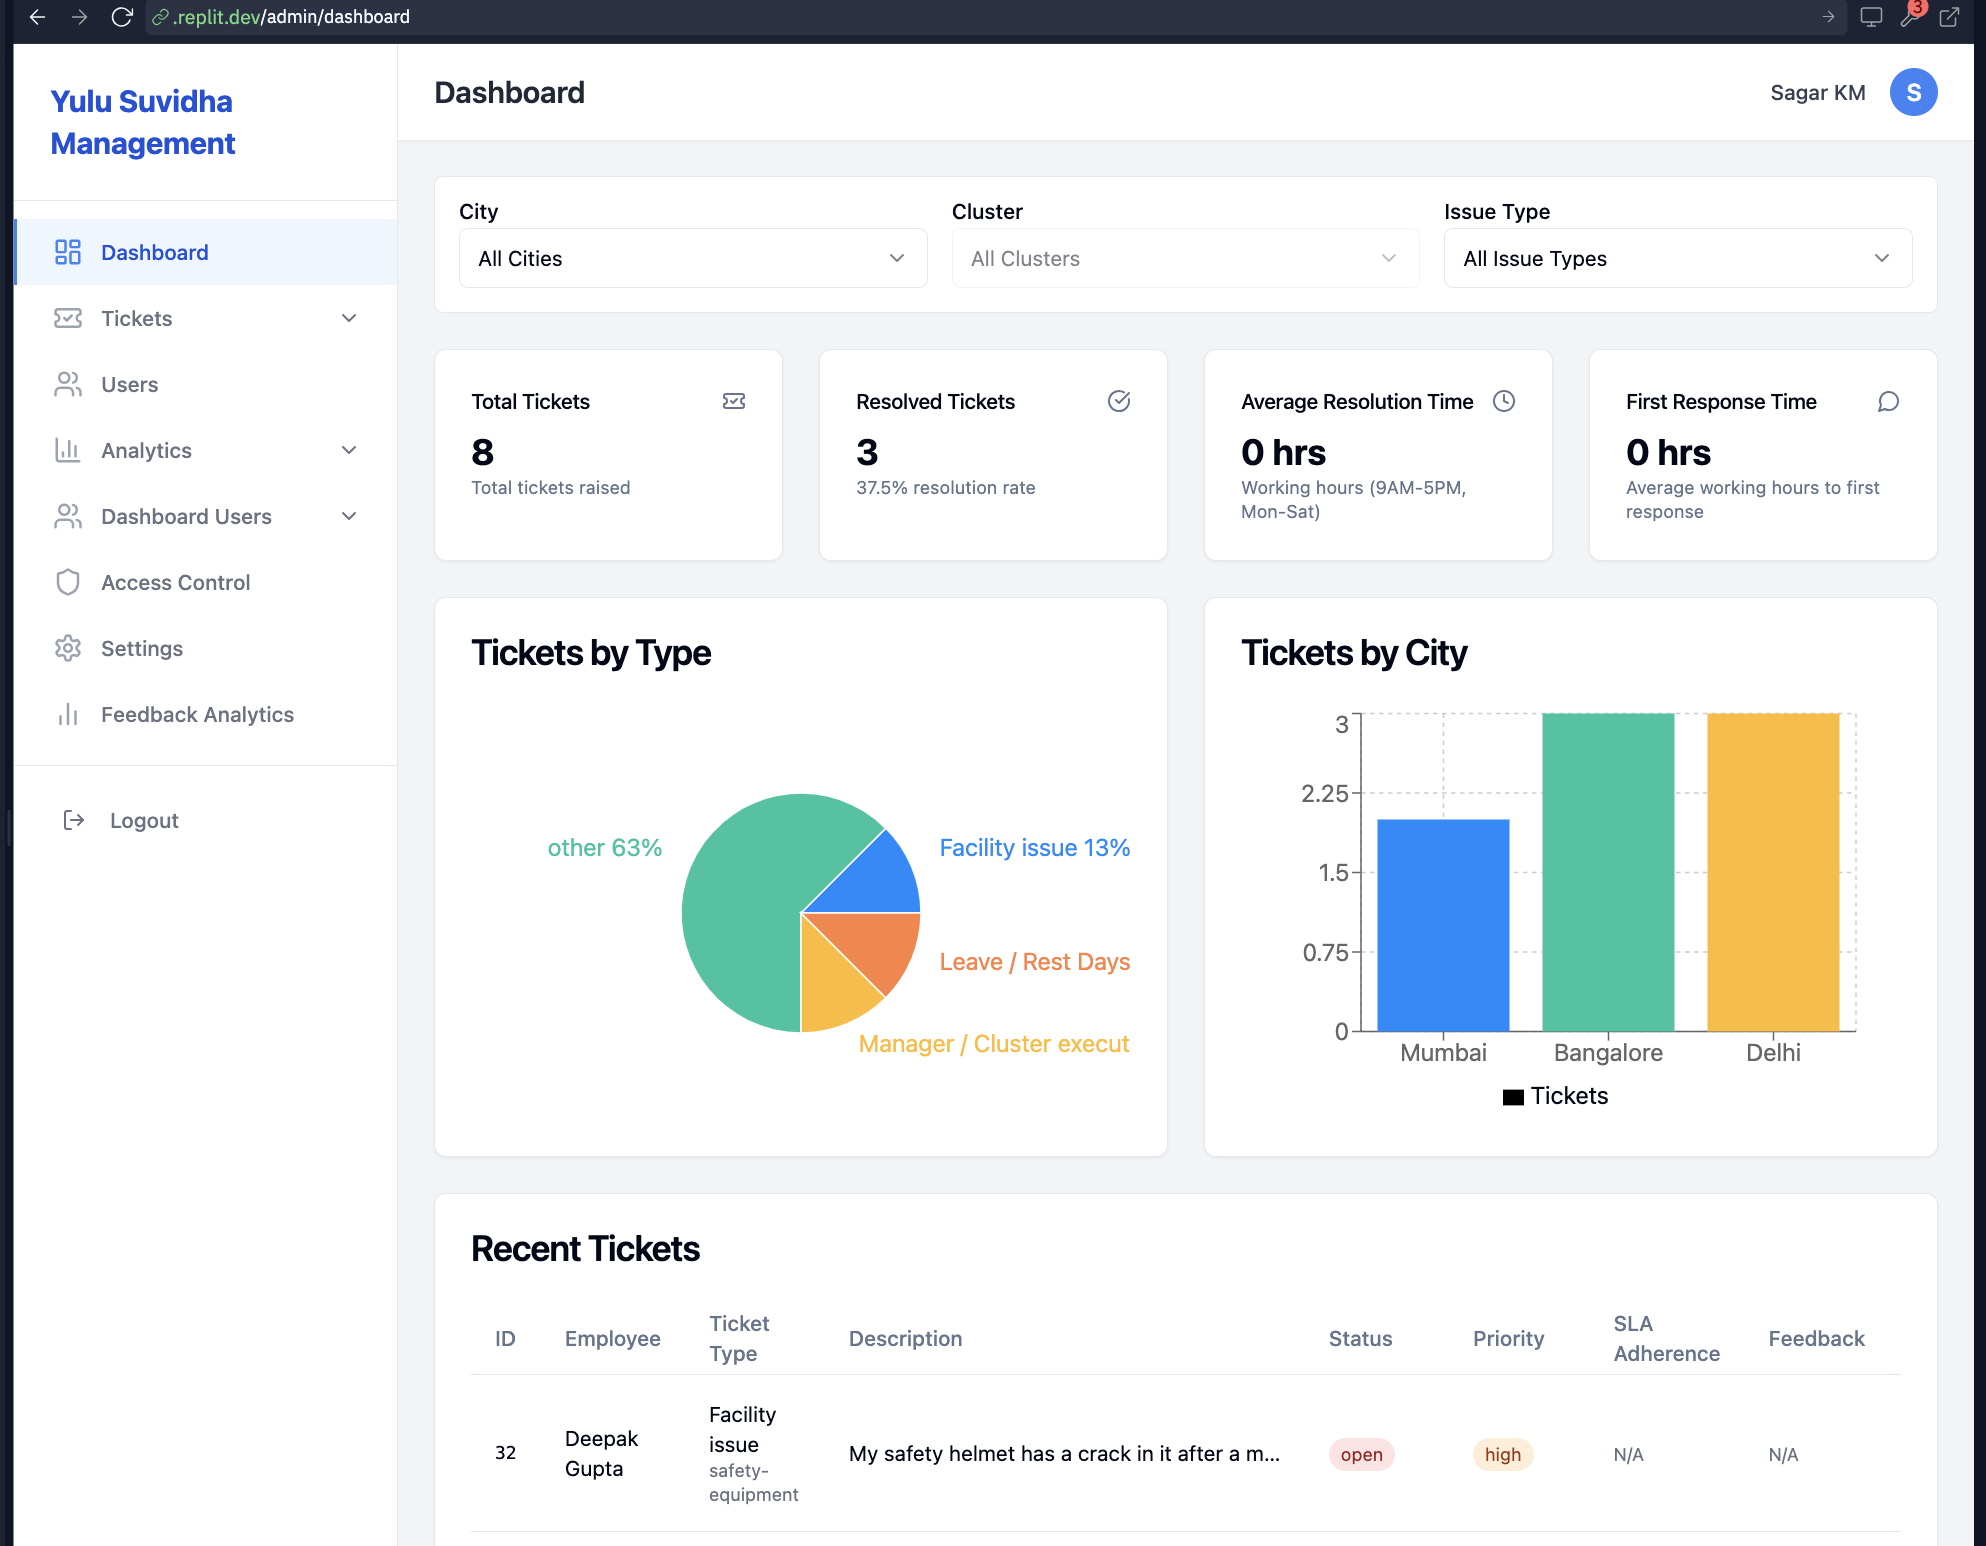 .replit.dev/admin/dashboard
3
Yulu Suvidha
Management
Dashboard
Sagar KM
S
Dashboard
Tickets
Users
Analytics
Dashboard Users
Access Control
Settings
Feedback Analytics
Logout
City
All Cities
Cluster
All Clusters
Issue Type
All Issue Types
Total Tickets
8
Total tickets raised
Resolved Tickets
3
37.5% resolution rate
Average Resolution Time
0 hrs
Working hours (9AM-5PM,
Mon-Sat)
First Response Time
0 hrs
Average working hours to first
response
Tickets by Type
other 63%
Facility issue 13%
Leave / Rest Days
Manager / Cluster execut
Tickets by City
3
2.25
1.5
0.75
0
Mumbai
Bangalore
Delhi
Tickets
Recent Tickets
ID
Employee
Ticket
Type
Description
Status
Priority
SLA
Adherence
Feedback
32
Deepak
Gupta
Facility
issue
safety-
equipment
My safety helmet has a crack in it after a m...
open
high
N/A
N/A